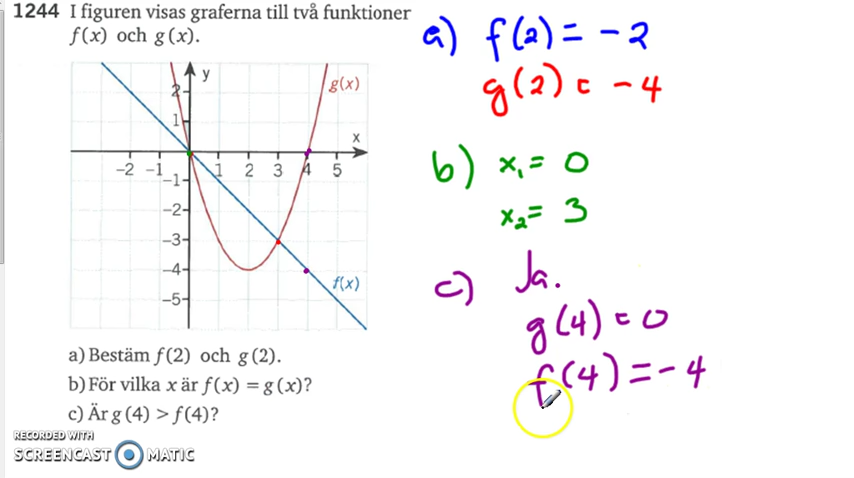 1244 I figuren visas graferna till två funktioner
f(x) och g(x).
y
g(x)
2
1
x
-2 -1 1 2 3 4 5
-1
-2
-3
-4
-5
f(x)
a) Bestäm f(2) och g(2).
b) För vilka x är f(x) = g(x)?
c) Är g(4) > f(4)?
a) f(2) = -2
g(2) = -4
b) x₁ = 0
x₂ = 3
c) Ja.
g(4) = 0
f(4) = -4
RECORDED WITH
SCREENCAST MATIC